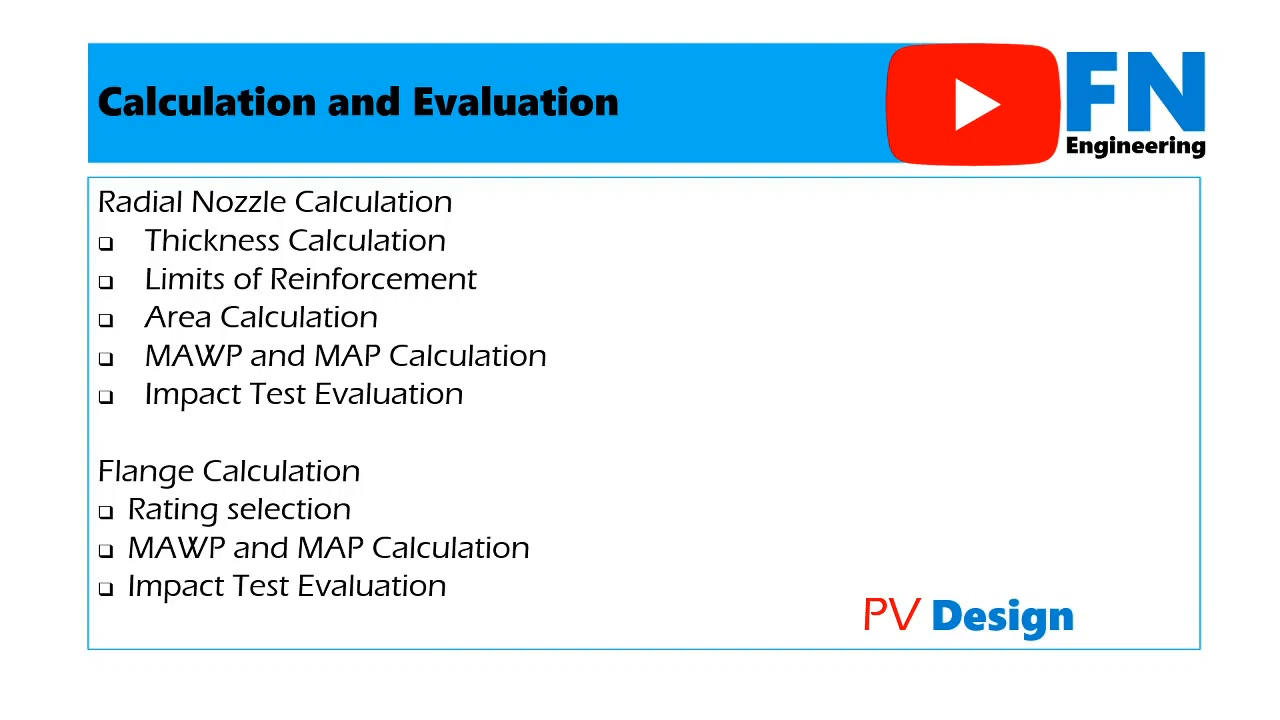 Calculation and Evaluation
FN
Engineering
Radial Nozzle Calculation
Thickness Calculation
Limits of Reinforcement
Area Calculation
MAWP and MAP Calculation
Impact Test Evaluation
Flange Calculation
Rating selection
MAWP and MAP Calculation
Impact Test Evaluation
PV Design